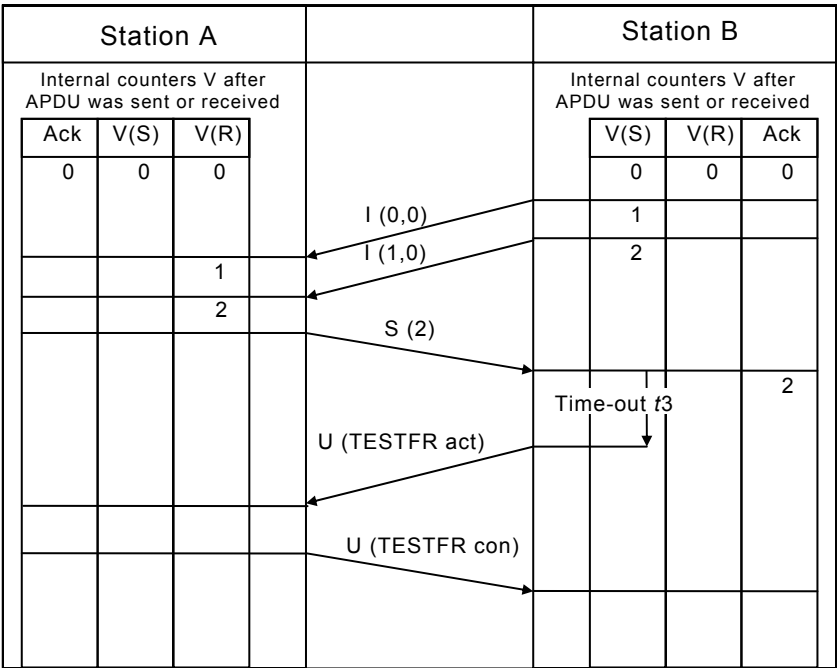 Station A
Station B
Internal counters V after
APDU was sent or received
Internal counters V after
APDU was sent or received
Ack V(S) V(R)
V(S) V(R) Ack
0 0 0
0 0 0
I (0,0)
1
I (1,0)
2
1
2
S (2)
2
Time-out t3
U (TESTFR act)
U (TESTFR con)